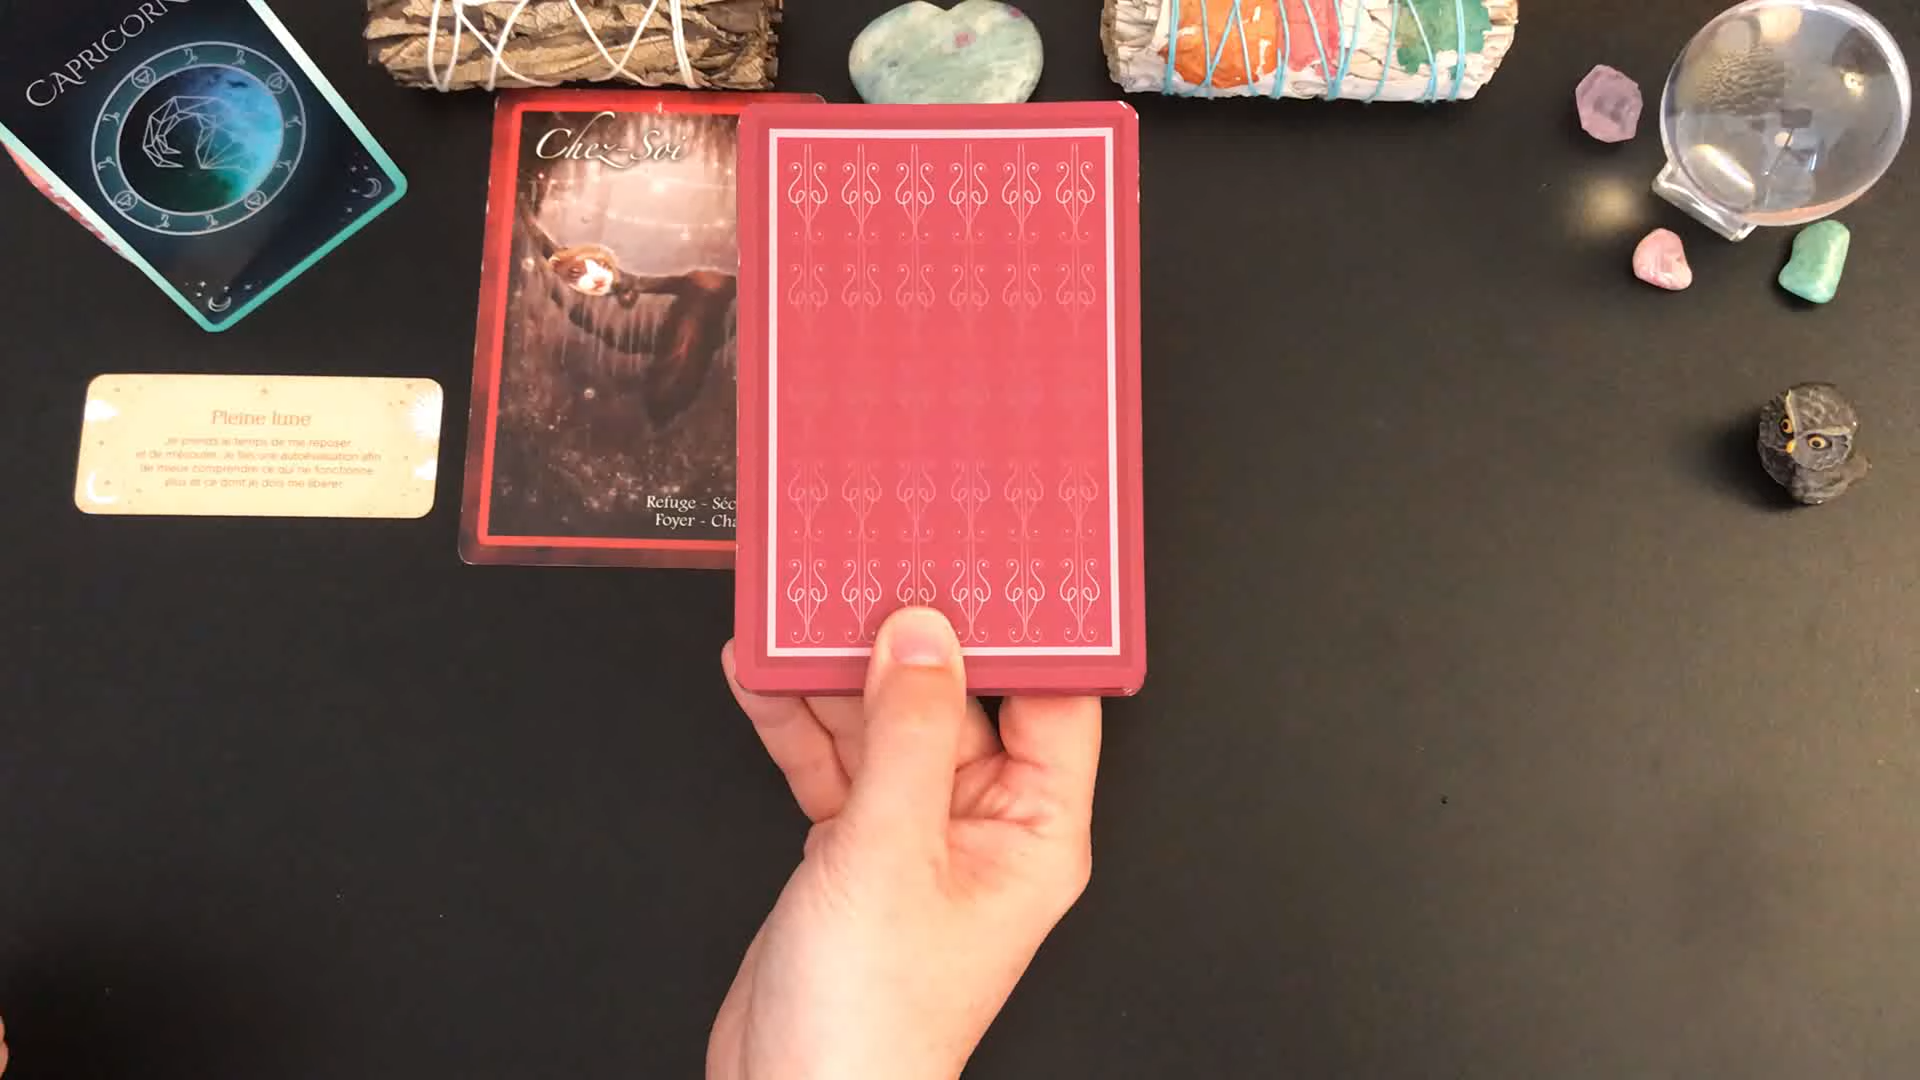 CAPRICORN
Chez-Soi
Refuge - Séc
Foyer - Cha
Pleine lune
Je prends le temps de me reposer
et de m'écouter. Je fais une autoévaluation afin
de mieux comprendre ce qui ne fonctionne
plus et ce dont je dois me libérer.